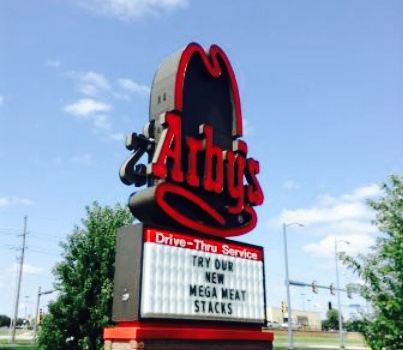 Arby's
Drive-Thru Service
TRY OUR
NEW
MEGA MEAT
STACKS